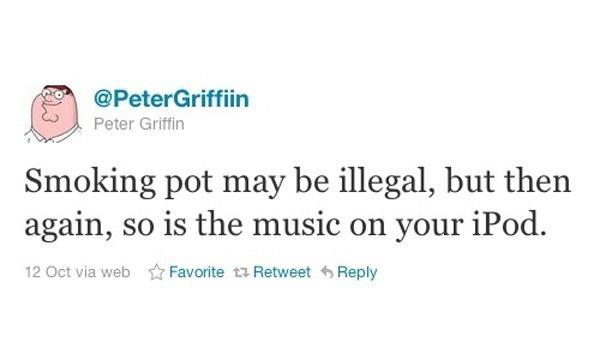 @PeterGriffiin
Peter Griffin
Smoking pot may be illegal, but then
again, so is the music on your iPod.
12 Oct via web Favorite Retweet Reply